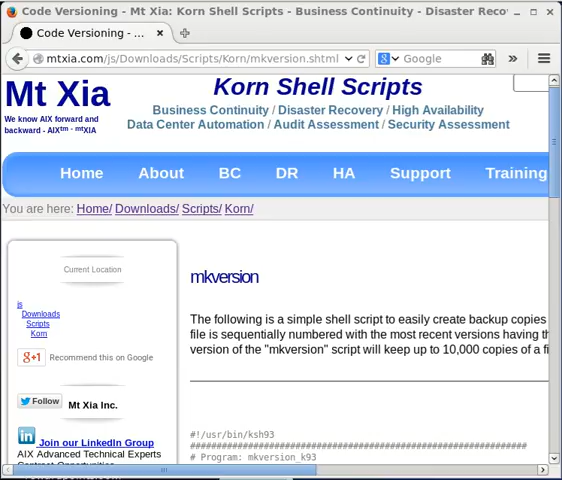 Code Versioning - Mt Xia: Korn Shell Scripts - Business Continuity - Disaster Reco
Code Versioning - ...
mtxia.com/js/Downloads/Scripts/Korn/mkversion.shtml
Google
Mt Xia
We know AIX forward and
backward - AIXtm - mtXIA
Korn Shell Scripts
Business Continuity / Disaster Recovery / High Availability
Data Center Automation / Audit Assessment / Security Assessment
Home About BC DR HA Support Training
You are here: Home/ Downloads/ Scripts/ Korn/
Current Location
js
Downloads
Scripts
Korn
g+1 Recommend this on Google
Follow Mt Xia Inc.
in Join our LinkedIn Group
AIX Advanced Technical Experts
Contract Opportunities
mkversion
The following is a simple shell script to easily create backup copies
file is sequentially numbered with the most recent versions having th
version of the "mkversion" script will keep up to 10,000 copies of a fi
#!/usr/bin/ksh93
################################################################
# Program: mkversion_k93